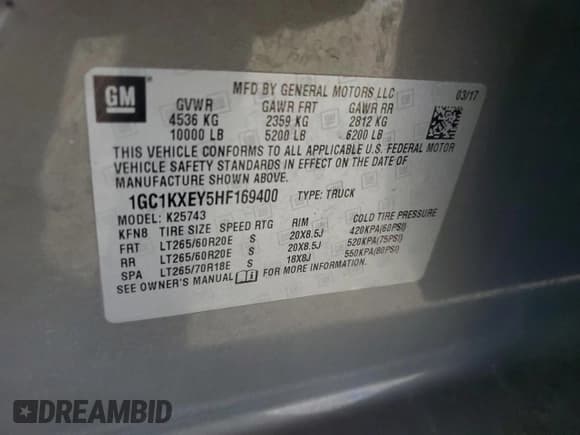 GM
MFD BY GENERAL MOTORS LLC
03/17
GVWR GAWR FRT GAWR RR
4536 KG 2359 KG 2812 KG
10000 LB 5200 LB 6200 LB
THIS VEHICLE CONFORMS TO ALL APPLICABLE U.S. FEDERAL MOTOR
VEHICLE SAFETY STANDARDS IN EFFECT ON THE DATE OF
MANUFACTURE SHOWN ABOVE.
1GC1KXEY5HF169400 TYPE: TRUCK
MODEL: K25743
KFN8 TIRE SIZE SPEED RTG RIM COLD TIRE PRESSURE
FRT LT265/60R20E S 20X8.5J 420KPA(60PSI)
RR LT265/60R20E S 20X8.5J 520KPA(75PSI)
SPA LT265/70R18E S 18X8J 550KPA(80PSI)
SEE OWNER'S MANUAL FOR MORE INFORMATION.
DREAMBID